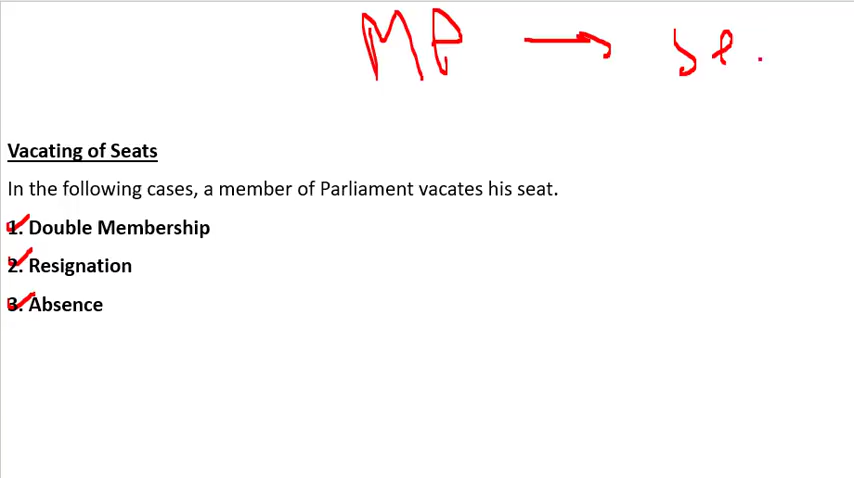 MP → se.
Vacating of Seats
In the following cases, a member of Parliament vacates his seat.
1. Double Membership
2. Resignation
3. Absence